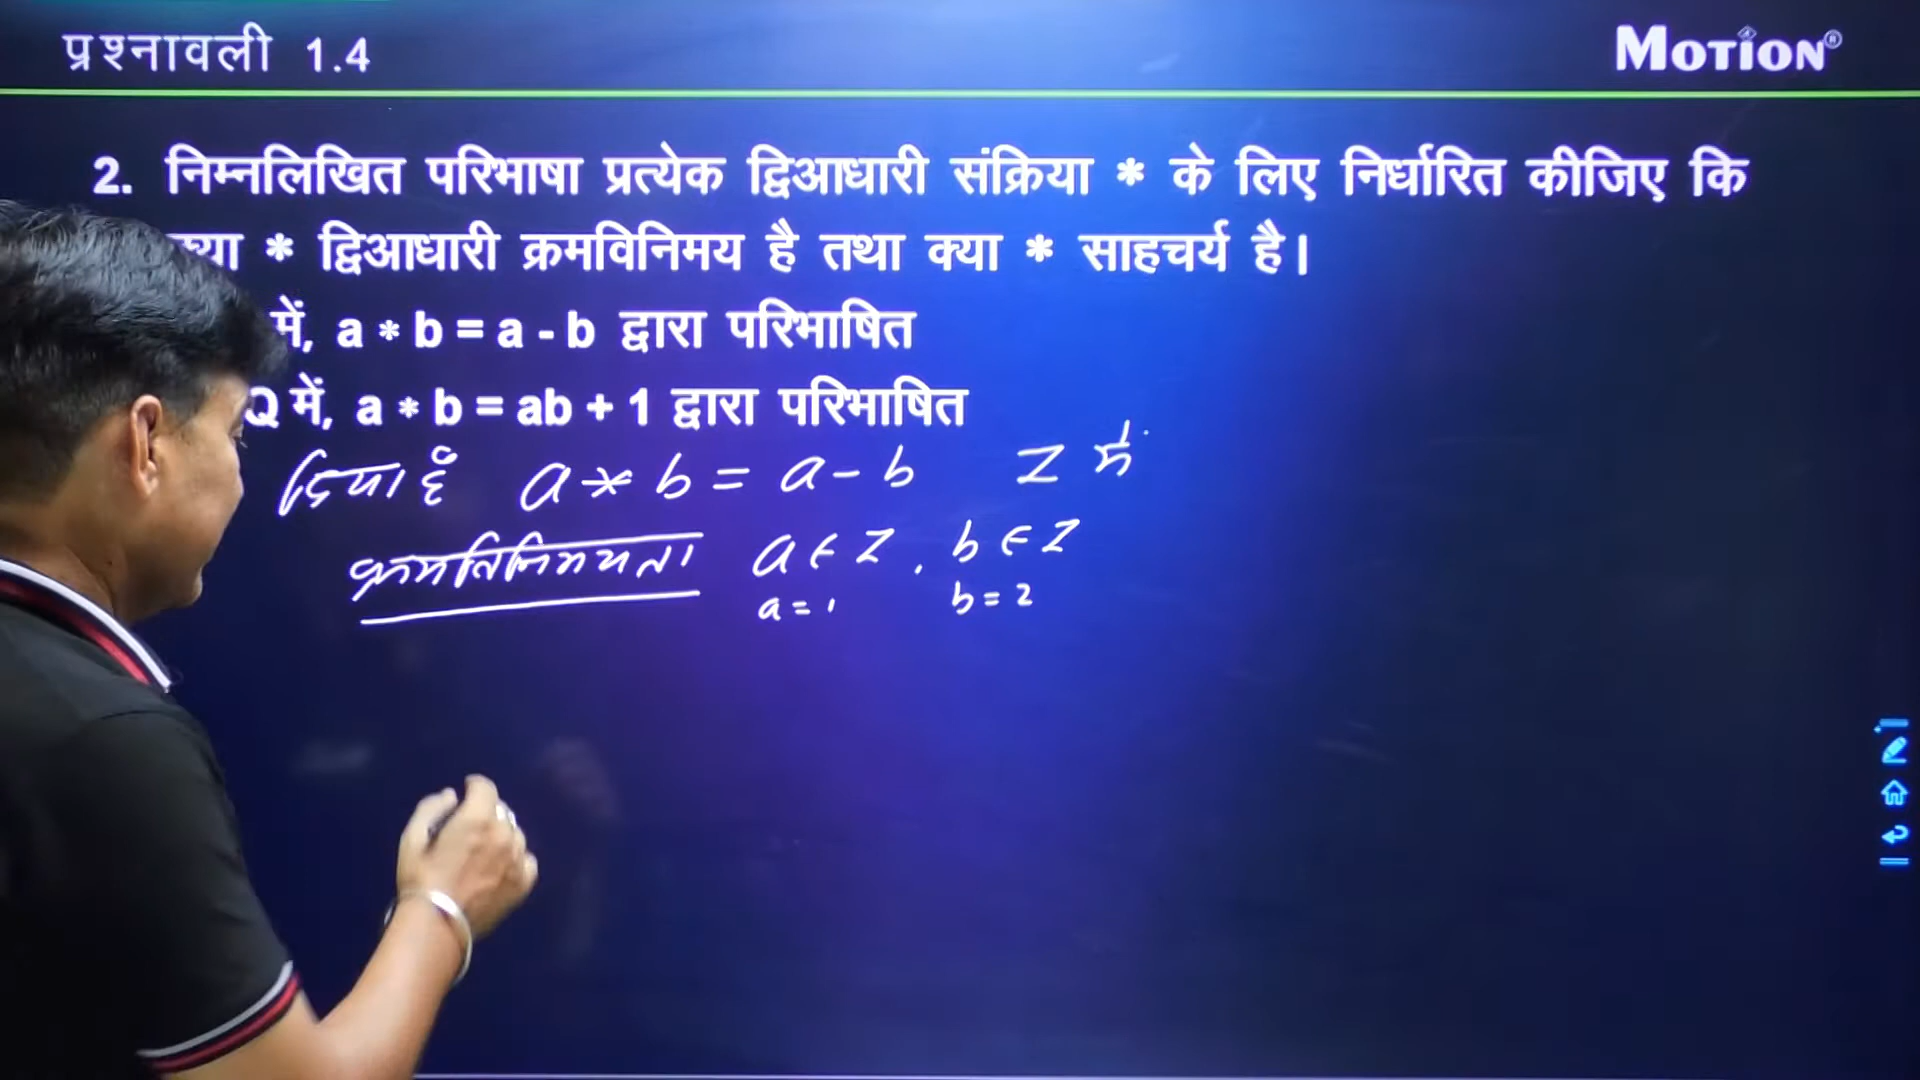 प्रश्नावली 1.4
MOTION®
2. निम्नलिखित परिभाषा प्रत्येक द्विआधारी संक्रिया * के लिए निर्धारित कीजिए कि
क्या * द्विआधारी क्रमविनिमय है तथा क्या * साहचर्य है।
में, a * b = a - b द्वारा परिभाषित
Q में, a * b = ab + 1 द्वारा परिभाषित
दिया है a * b = a - b Z में
क्रमविनिमयता a ∈ Z , b ∈ Z
a = 1 b = 2